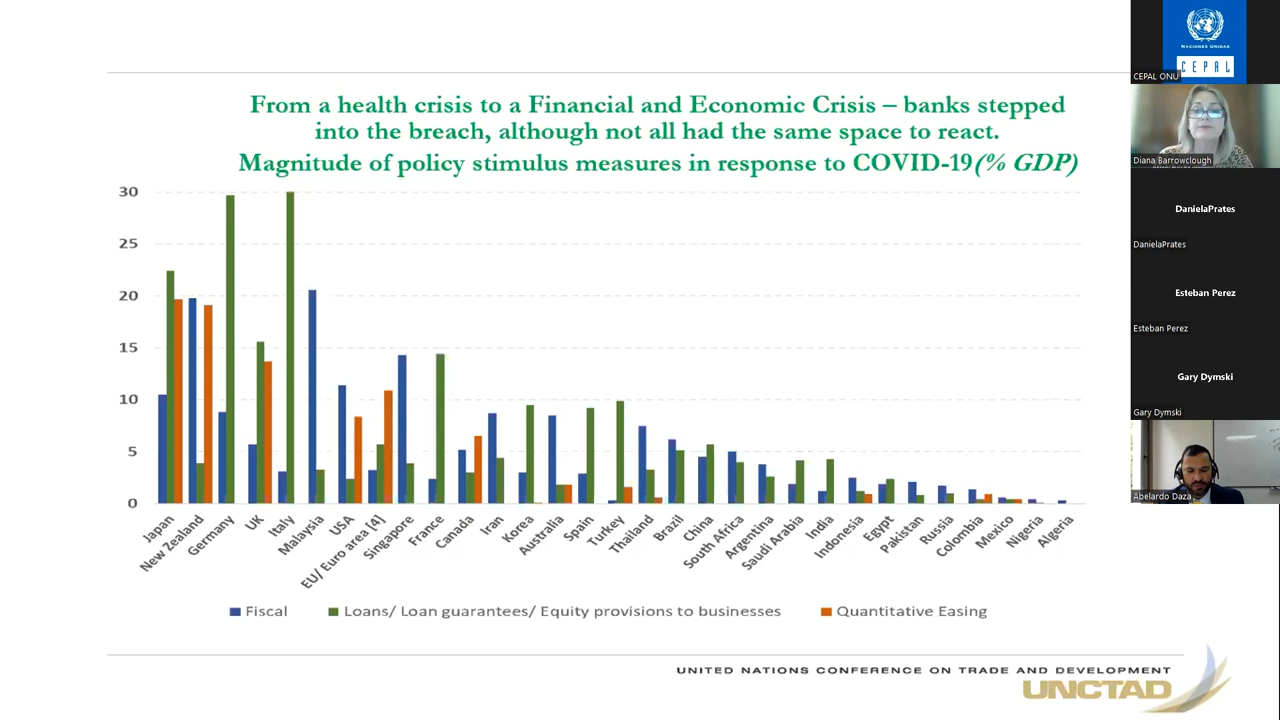 From a health crisis to a Financial and Economic Crisis – banks stepped
into the breach, although not all had the same space to react.
Magnitude of policy stimulus measures in response to COVID-19(% GDP)
30
25
20
15
10
5
0
Japan
New Zealand
Germany
UK
Italy
Malaysia
USA
EU/ Euro area [4]
Singapore
France
Canada
Iran
Korea
Australia
Spain
Turkey
Thailand
Brazil
China
South Africa
Argentina
Saudi Arabia
India
Indonesia
Egypt
Pakistan
Russia
Colombia
Mexico
Nigeria
Algeria
Fiscal
Loans/ Loan guarantees/ Equity provisions to businesses
Quantitative Easing
UNITED NATIONS CONFERENCE ON TRADE AND DEVELOPMENT
UNCTAD
NACIONES UNIDAS
CEPAL
CEPAL ONU
Diana Barrowclough
DanielaPrates
DanielaPrates
Esteban Perez
Esteban Perez
Gary Dymski
Gary Dymski
Abelardo Daza